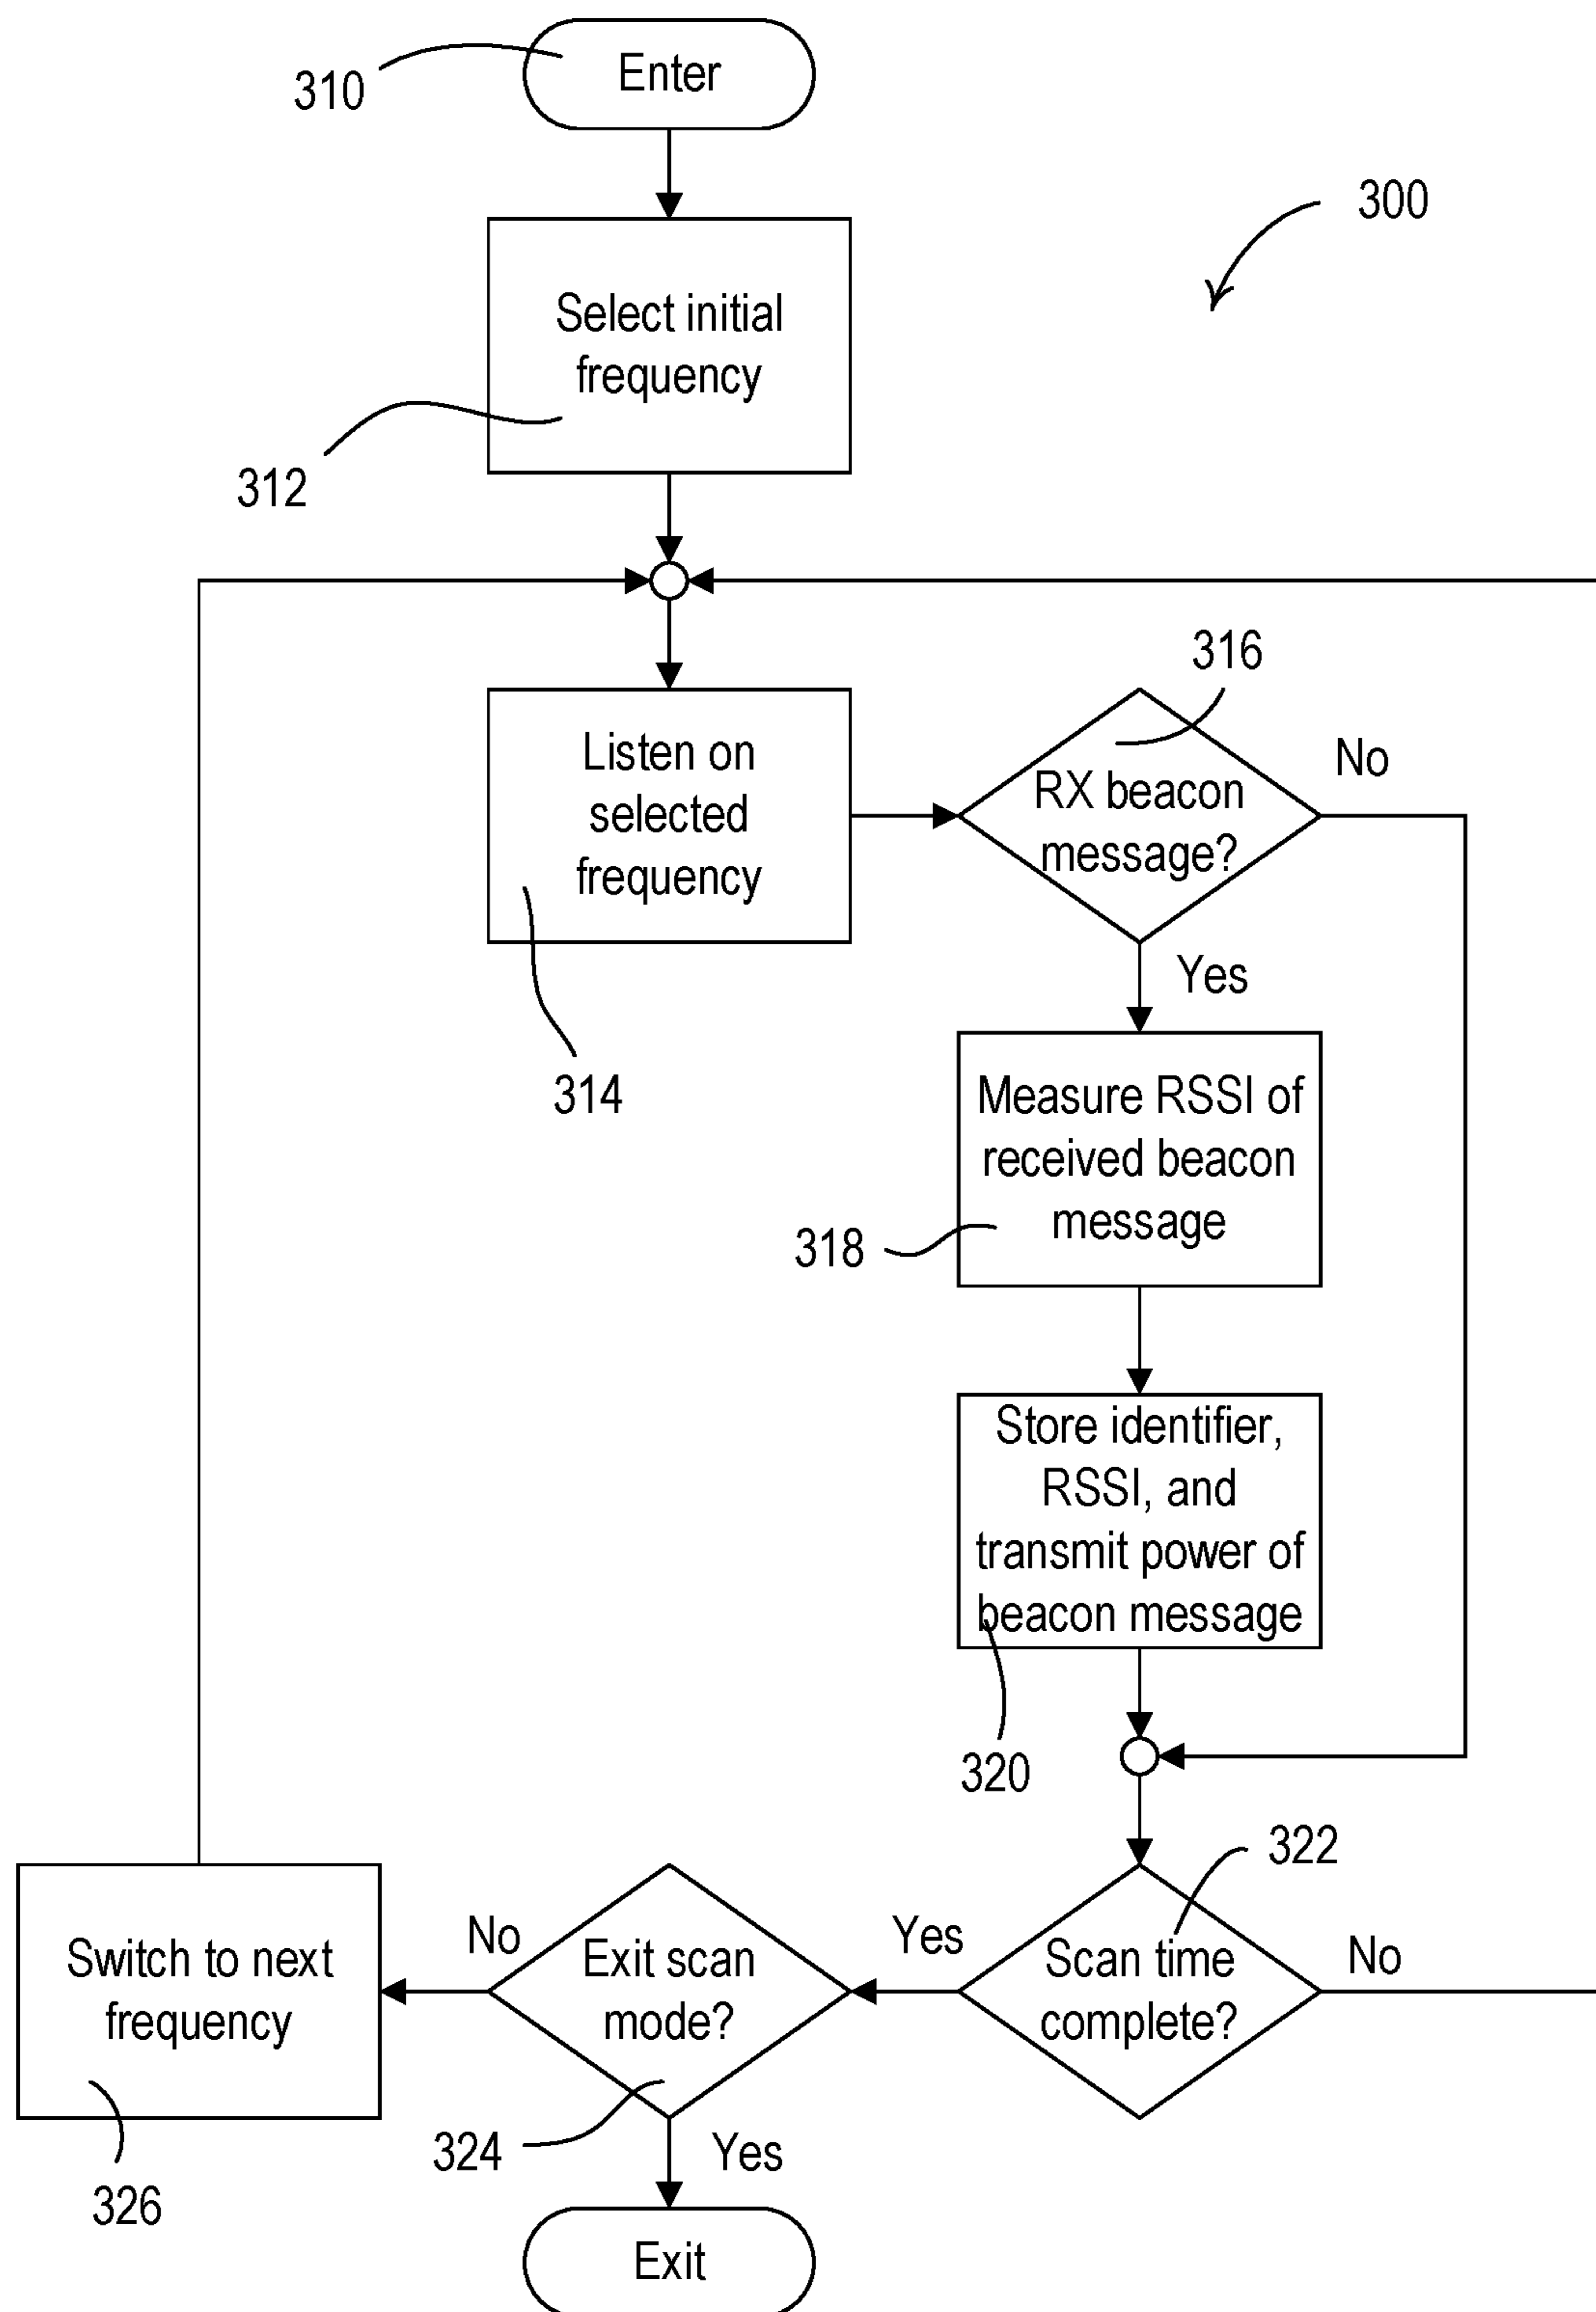 310
Enter
300
Select initial
frequency
312
316
Listen on
selected
frequency
RX beacon
message?
No
Yes
314
Measure RSSI of
received beacon
message
318
Store identifier,
RSSI, and
transmit power of
beacon message
320
322
Switch to next
frequency
No
Exit scan
mode?
Yes
Scan time
complete?
No
324
Yes
326
Exit